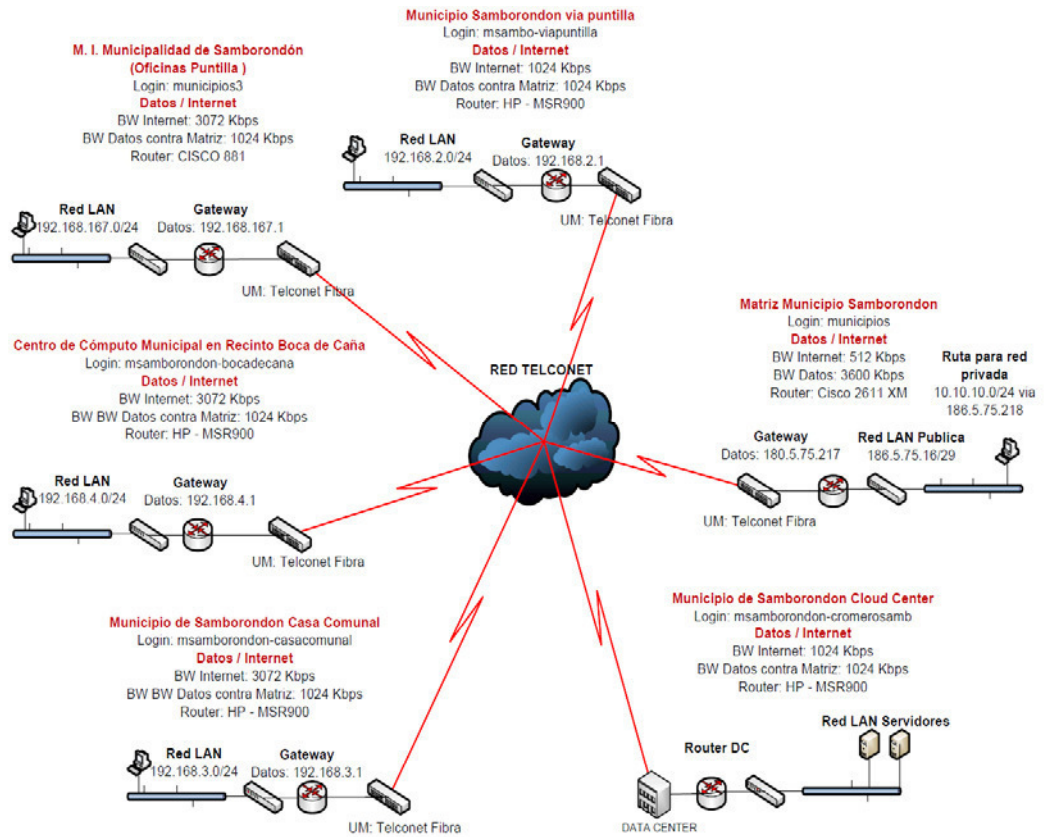 Municipio Samborondon via puntilla
Login: msambo-viapuntilla
Datos / Internet
BW Internet: 1024 Kbps
BW Datos contra Matriz: 1024 Kbps
Router: HP - MSR900
Red LAN
192.168.2.0/24
Gateway
Datos: 192.168.2.1
UM: Telconet Fibra
M. I. Municipalidad de Samborondón
(Oficinas Puntilla )
Login: municipios3
Datos / Internet
BW Internet: 3072 Kbps
BW Datos contra Matriz: 1024 Kbps
Router: CISCO 881
Red LAN
192.168.167.0/24
Gateway
Datos: 192.168.167.1
UM: Telconet Fibra
Centro de Cómputo Municipal en Recinto Boca de Caña
Login: msamborondon-bocadecana
Datos / Internet
BW Internet: 3072 Kbps
BW BW Datos contra Matriz: 1024 Kbps
Router: HP - MSR900
Red LAN
192.168.4.0/24
Gateway
Datos: 192.168.4.1
UM: Telconet Fibra
RED TELCONET
Matriz Municipio Samborondon
Login: municipios
Datos / Internet
BW Internet: 512 Kbps
BW Datos: 3600 Kbps
Router: Cisco 2611 XM
Ruta para red
privada
10.10.10.0/24 via
186.5.75.218
Gateway
Datos: 180.5.75.217
Red LAN Publica
186.5.75.16/29
UM: Telconet Fibra
Municipio de Samborondon Casa Comunal
Login: msamborondon-casacomunal
Datos / Internet
BW Internet: 3072 Kbps
BW BW Datos contra Matriz: 1024 Kbps
Router: HP - MSR900
Red LAN
192.168.3.0/24
Gateway
Datos: 192.168.3.1
UM: Telconet Fibra
Municipio de Samborondon Cloud Center
Login: msamborondon-cromerosamb
Datos / Internet
BW Internet: 1024 Kbps
BW Datos contra Matriz: 1024 Kbps
Router: HP - MSR900
Red LAN Servidores
Router DC
DATA CENTER